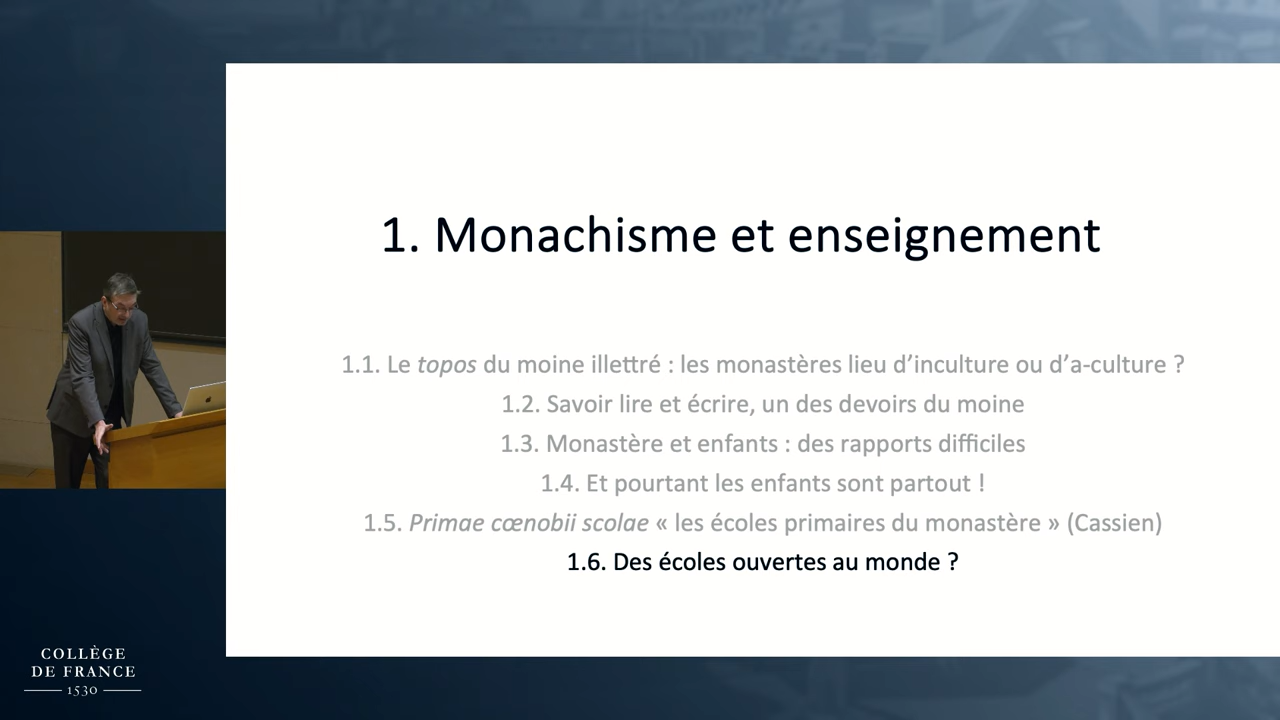 1. Monachisme et enseignement
1.1. Le topos du moine illettré : les monastères lieu d’inculture ou d’a-culture ?
1.2. Savoir lire et écrire, un des devoirs du moine
1.3. Monastère et enfants : des rapports difficiles
1.4. Et pourtant les enfants sont partout !
1.5. Primae cœnobii scolae « les écoles primaires du monastère » (Cassien)
1.6. Des écoles ouvertes au monde ?
COLLÈGE
DE FRANCE
1530